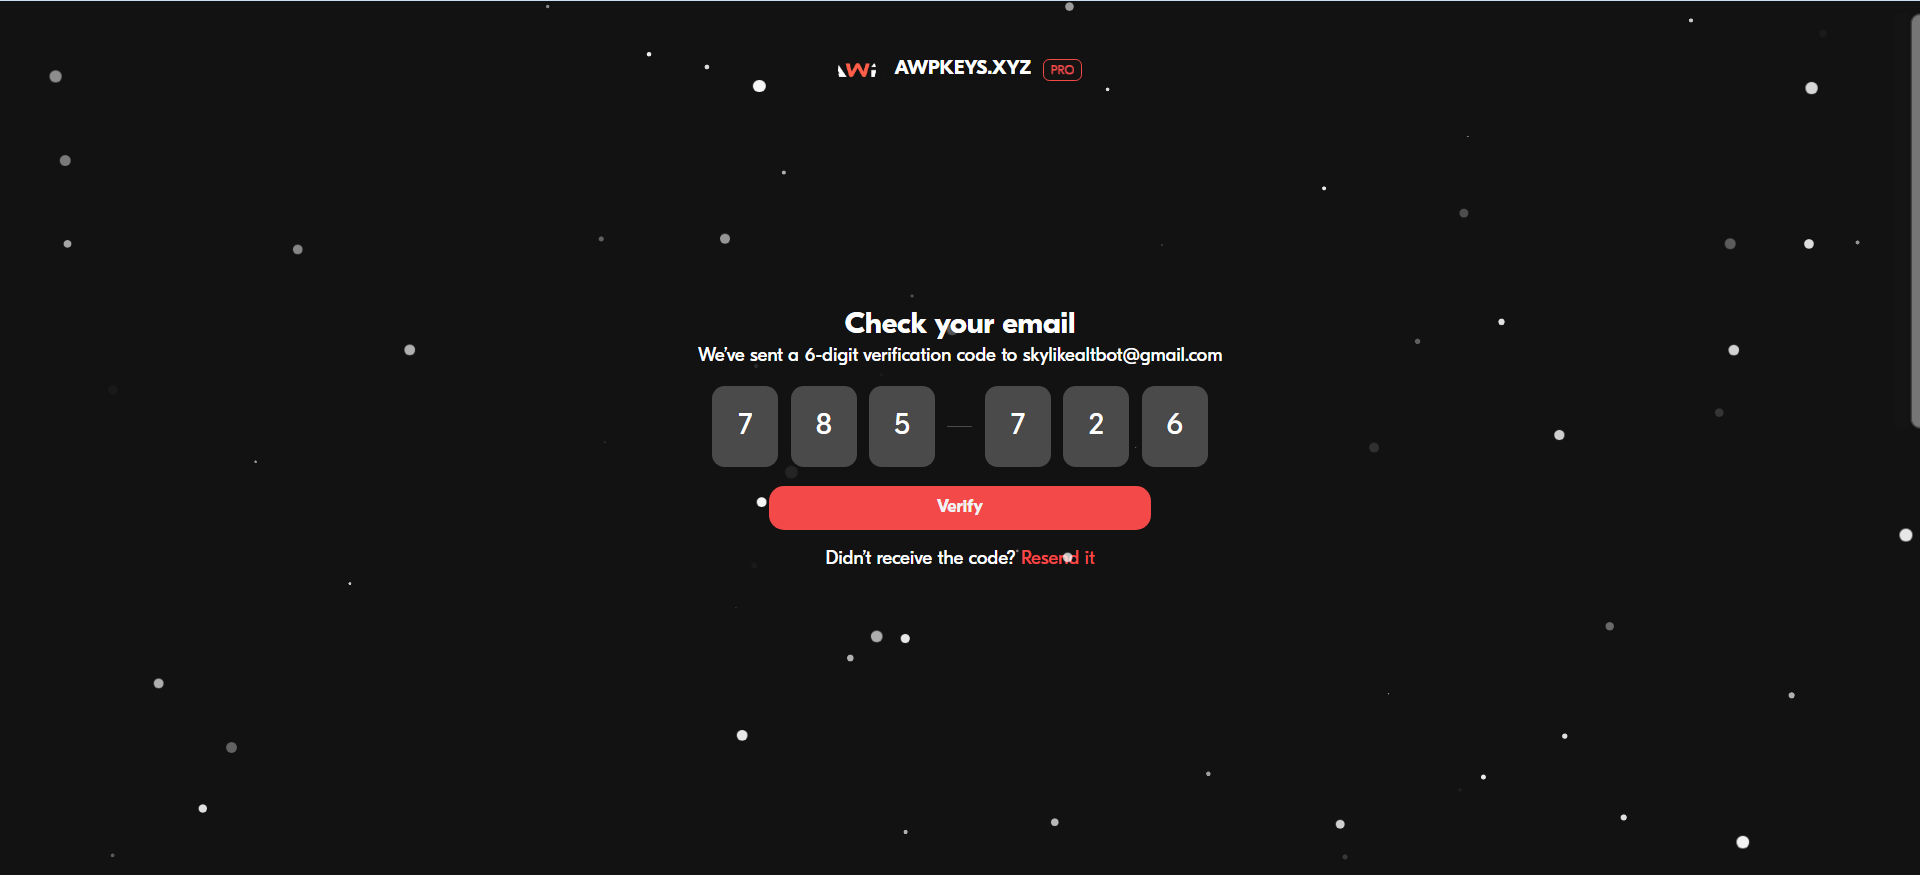 AWi AWPKEYS.XYZ PRO
Check your email
We've sent a 6-digit verification code to skylikealtbot@gmail.com
7 8 5 — 7 2 6
Verify
Didn't receive the code? Resend it